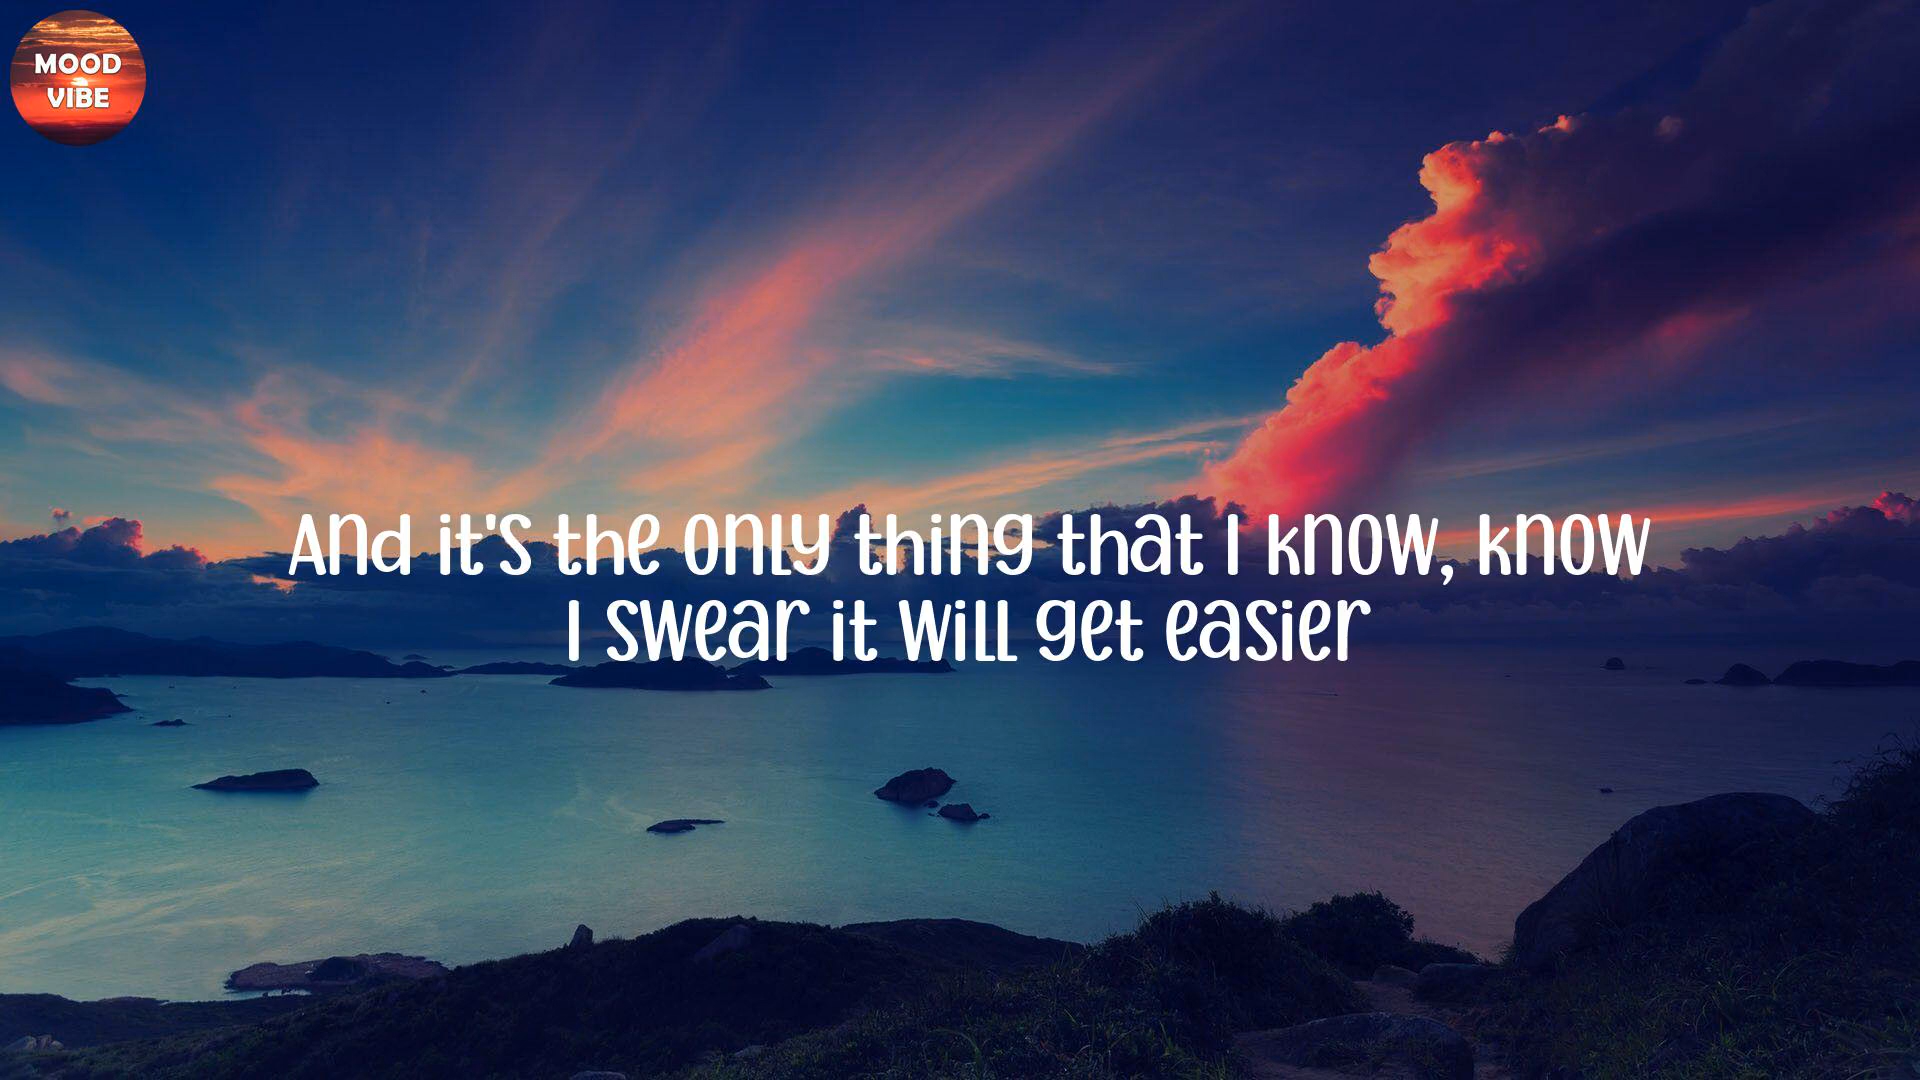 MOOD
VIBE
And it's the only thing that I know, know
I swear it will get easier